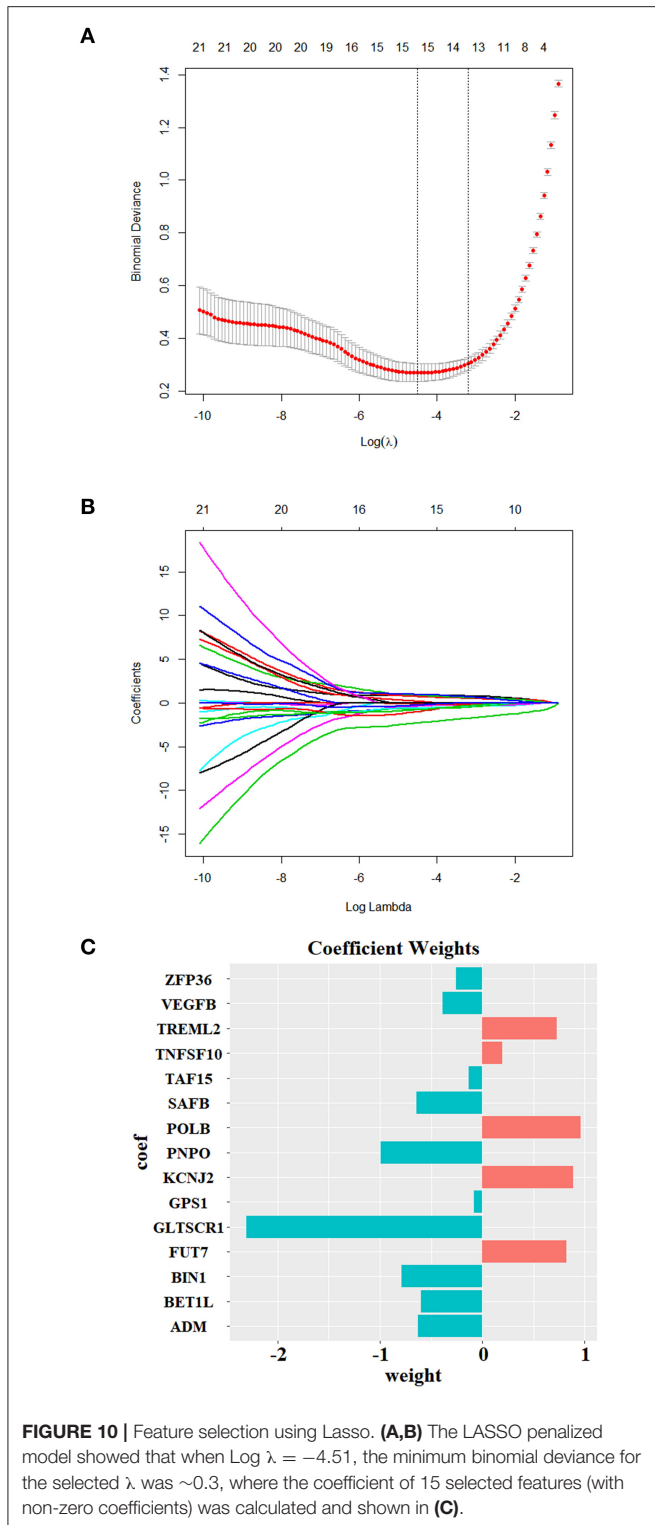 A
21 21 20 20 20 19 16 15 15 15 14 13 11 8 4
1.4
1.2
1.0
0.8
0.6
0.4
0.2
Binomial Deviance
-10 -8 -6 -4 -2
Log(λ)
B
21 20 16 15 10
15
10
5
0
-5
-10
-15
Coefficients
-10 -8 -6 -4 -2
Log Lambda
C
Coefficient Weights
ZFP36
VEGFB
TREML2
TNFSF10
TAF15
SAFB
POLB
PNPO
KCNJ2
GPS1
GLTSCR1
FUT7
BIN1
BET1L
ADM
coef
-2 -1 0 1
weight
FIGURE 10 | Feature selection using Lasso. (A,B) The LASSO penalized
model showed that when Log λ = −4.51, the minimum binomial deviance for
the selected λ was ~0.3, where the coefficient of 15 selected features (with
non-zero coefficients) was calculated and shown in (C).